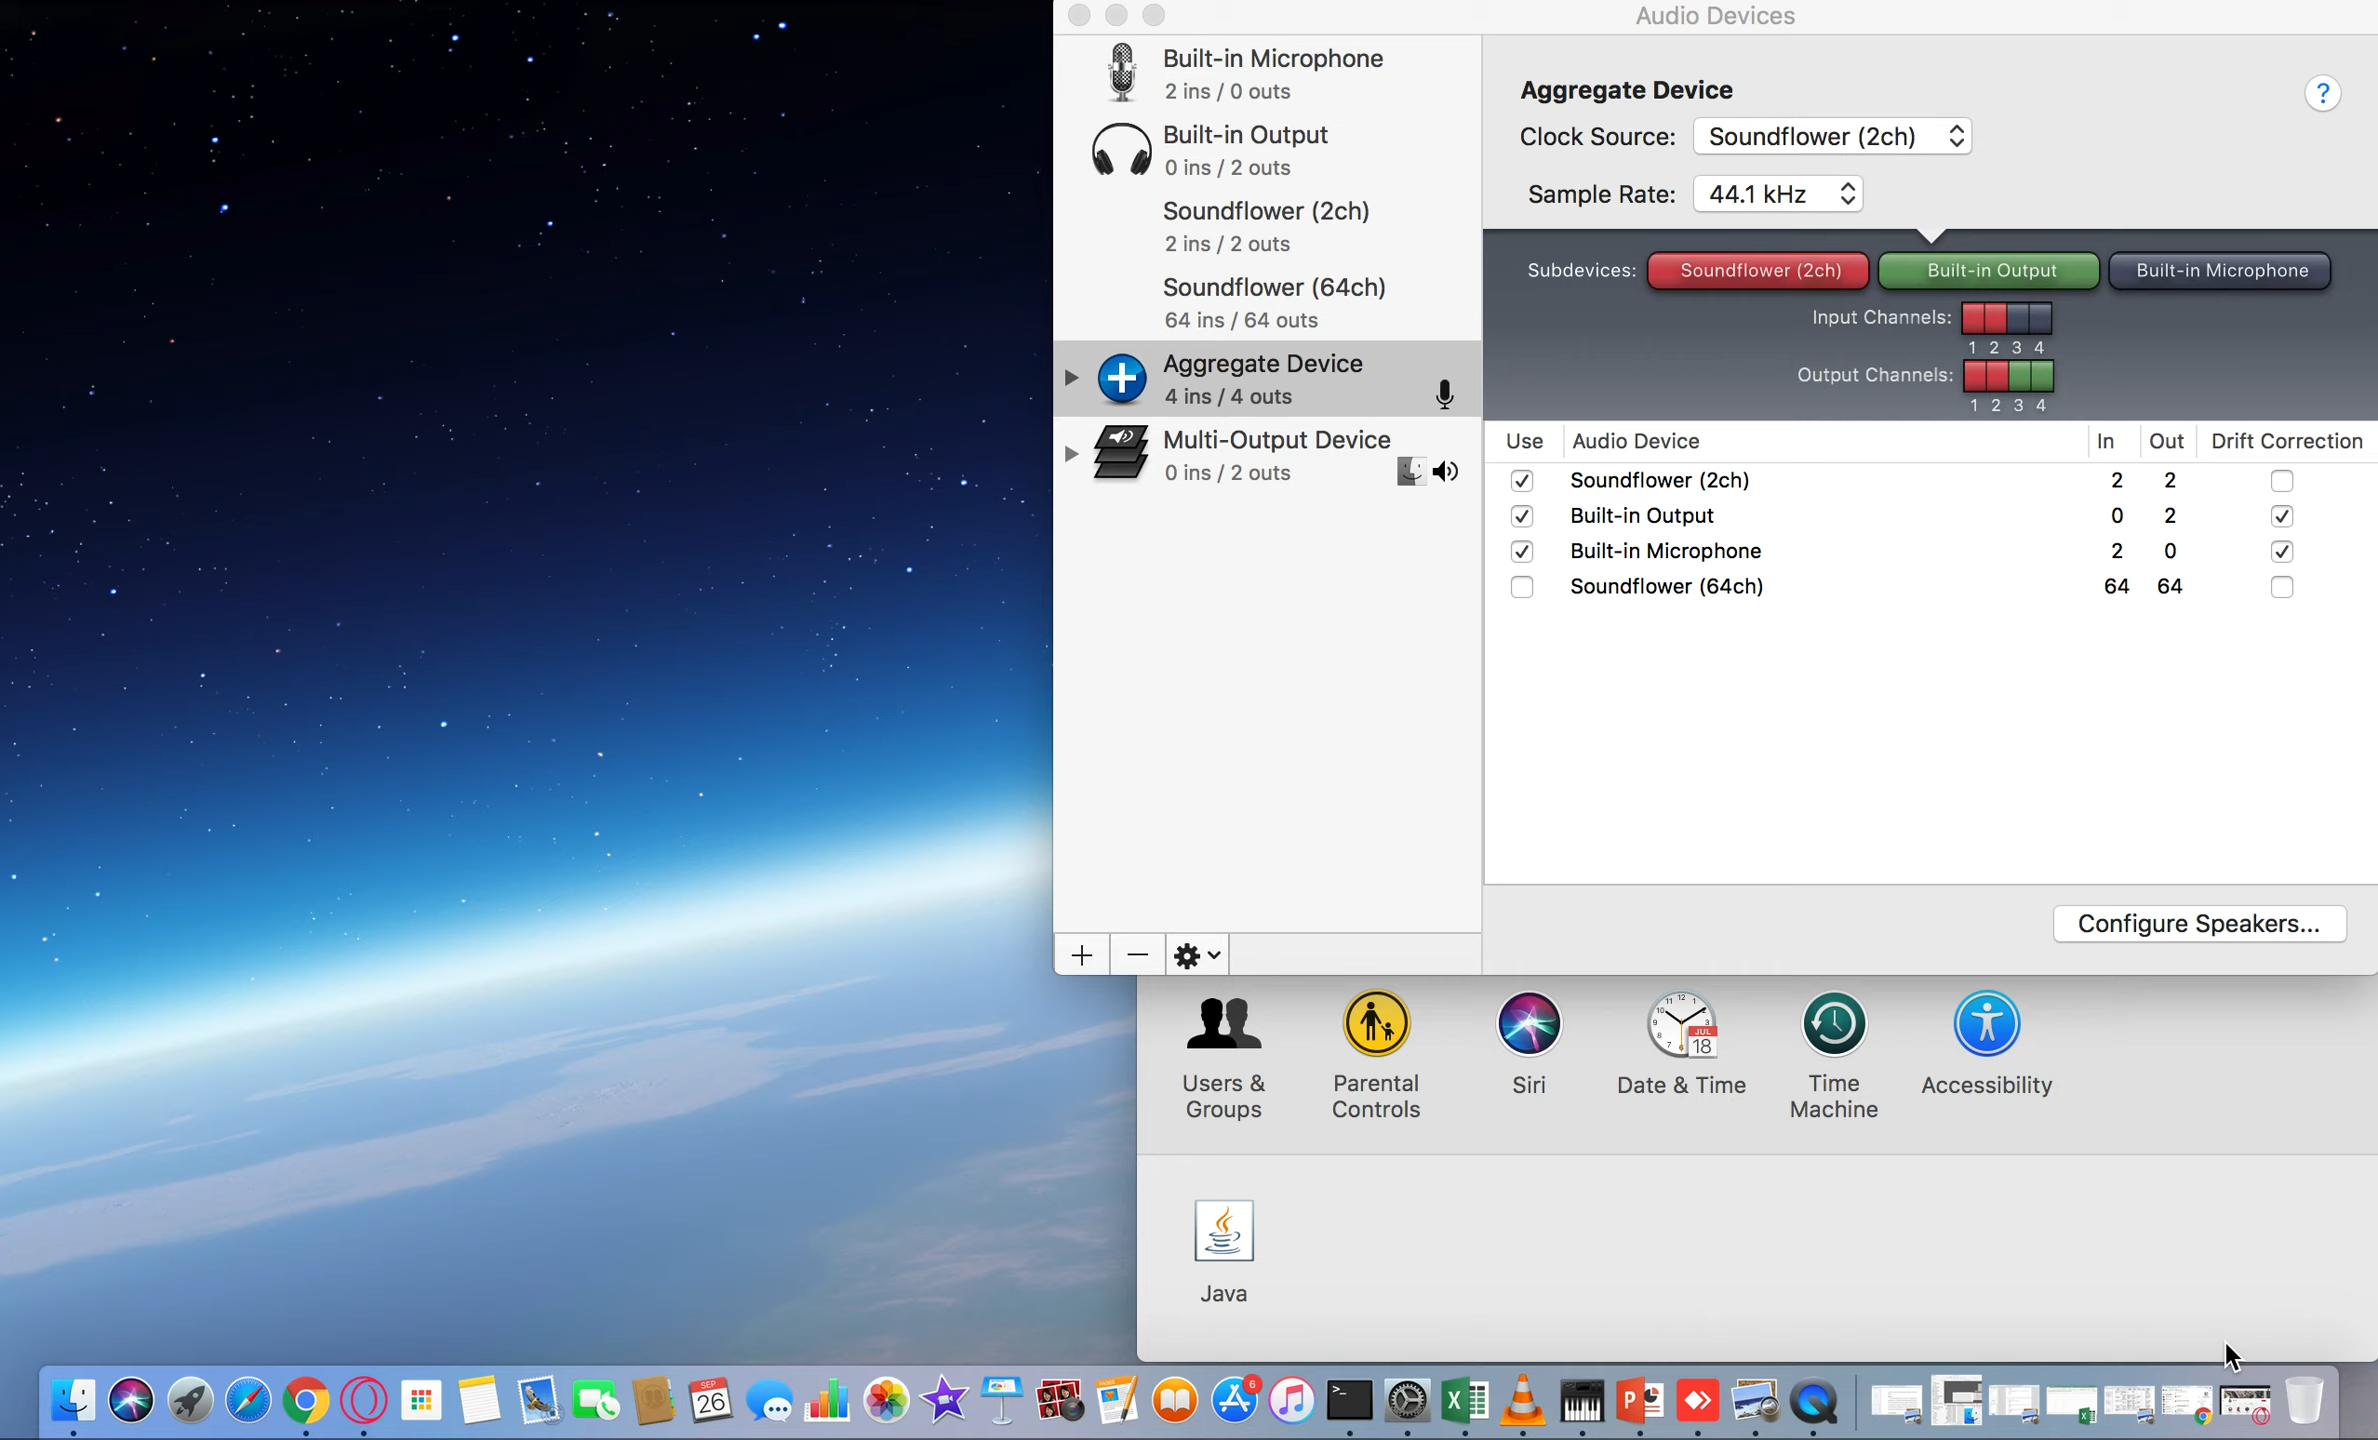 Audio Devices
Built-in Microphone
2 ins / 0 outs
Built-in Output
0 ins / 2 outs
Soundflower (2ch)
2 ins / 2 outs
Soundflower (64ch)
64 ins / 64 outs
Aggregate Device
4 ins / 4 outs
Multi-Output Device
0 ins / 2 outs
Aggregate Device
?
Clock Source: Soundflower (2ch)
Sample Rate: 44.1 kHz
Subdevices: Soundflower (2ch) Built-in Output Built-in Microphone
Input Channels:
1 2 3 4
Output Channels:
1 2 3 4
Use Audio Device In Out Drift Correction
Soundflower (2ch) 2 2
Built-in Output 0 2
Built-in Microphone 2 0
Soundflower (64ch) 64 64
Configure Speakers...
Users & Groups
Parental Controls
Siri
JUL
18
Date & Time
Time Machine
Accessibility
Java
SEP
26
6